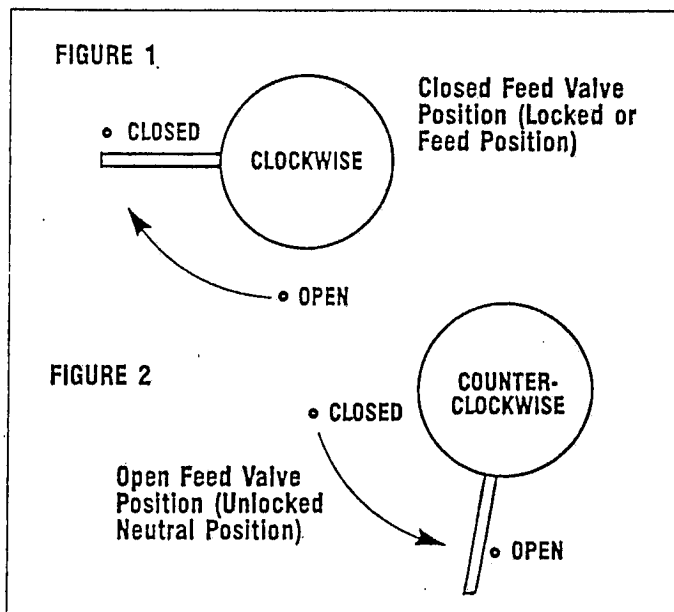 FIGURE 1
Closed Feed Valve
Position (Locked or
Feed Position)
CLOSED
CLOCKWISE
OPEN
FIGURE 2
COUNTER-
CLOCKWISE
CLOSED
Open Feed Valve
Position (Unlocked
Neutral Position)
OPEN